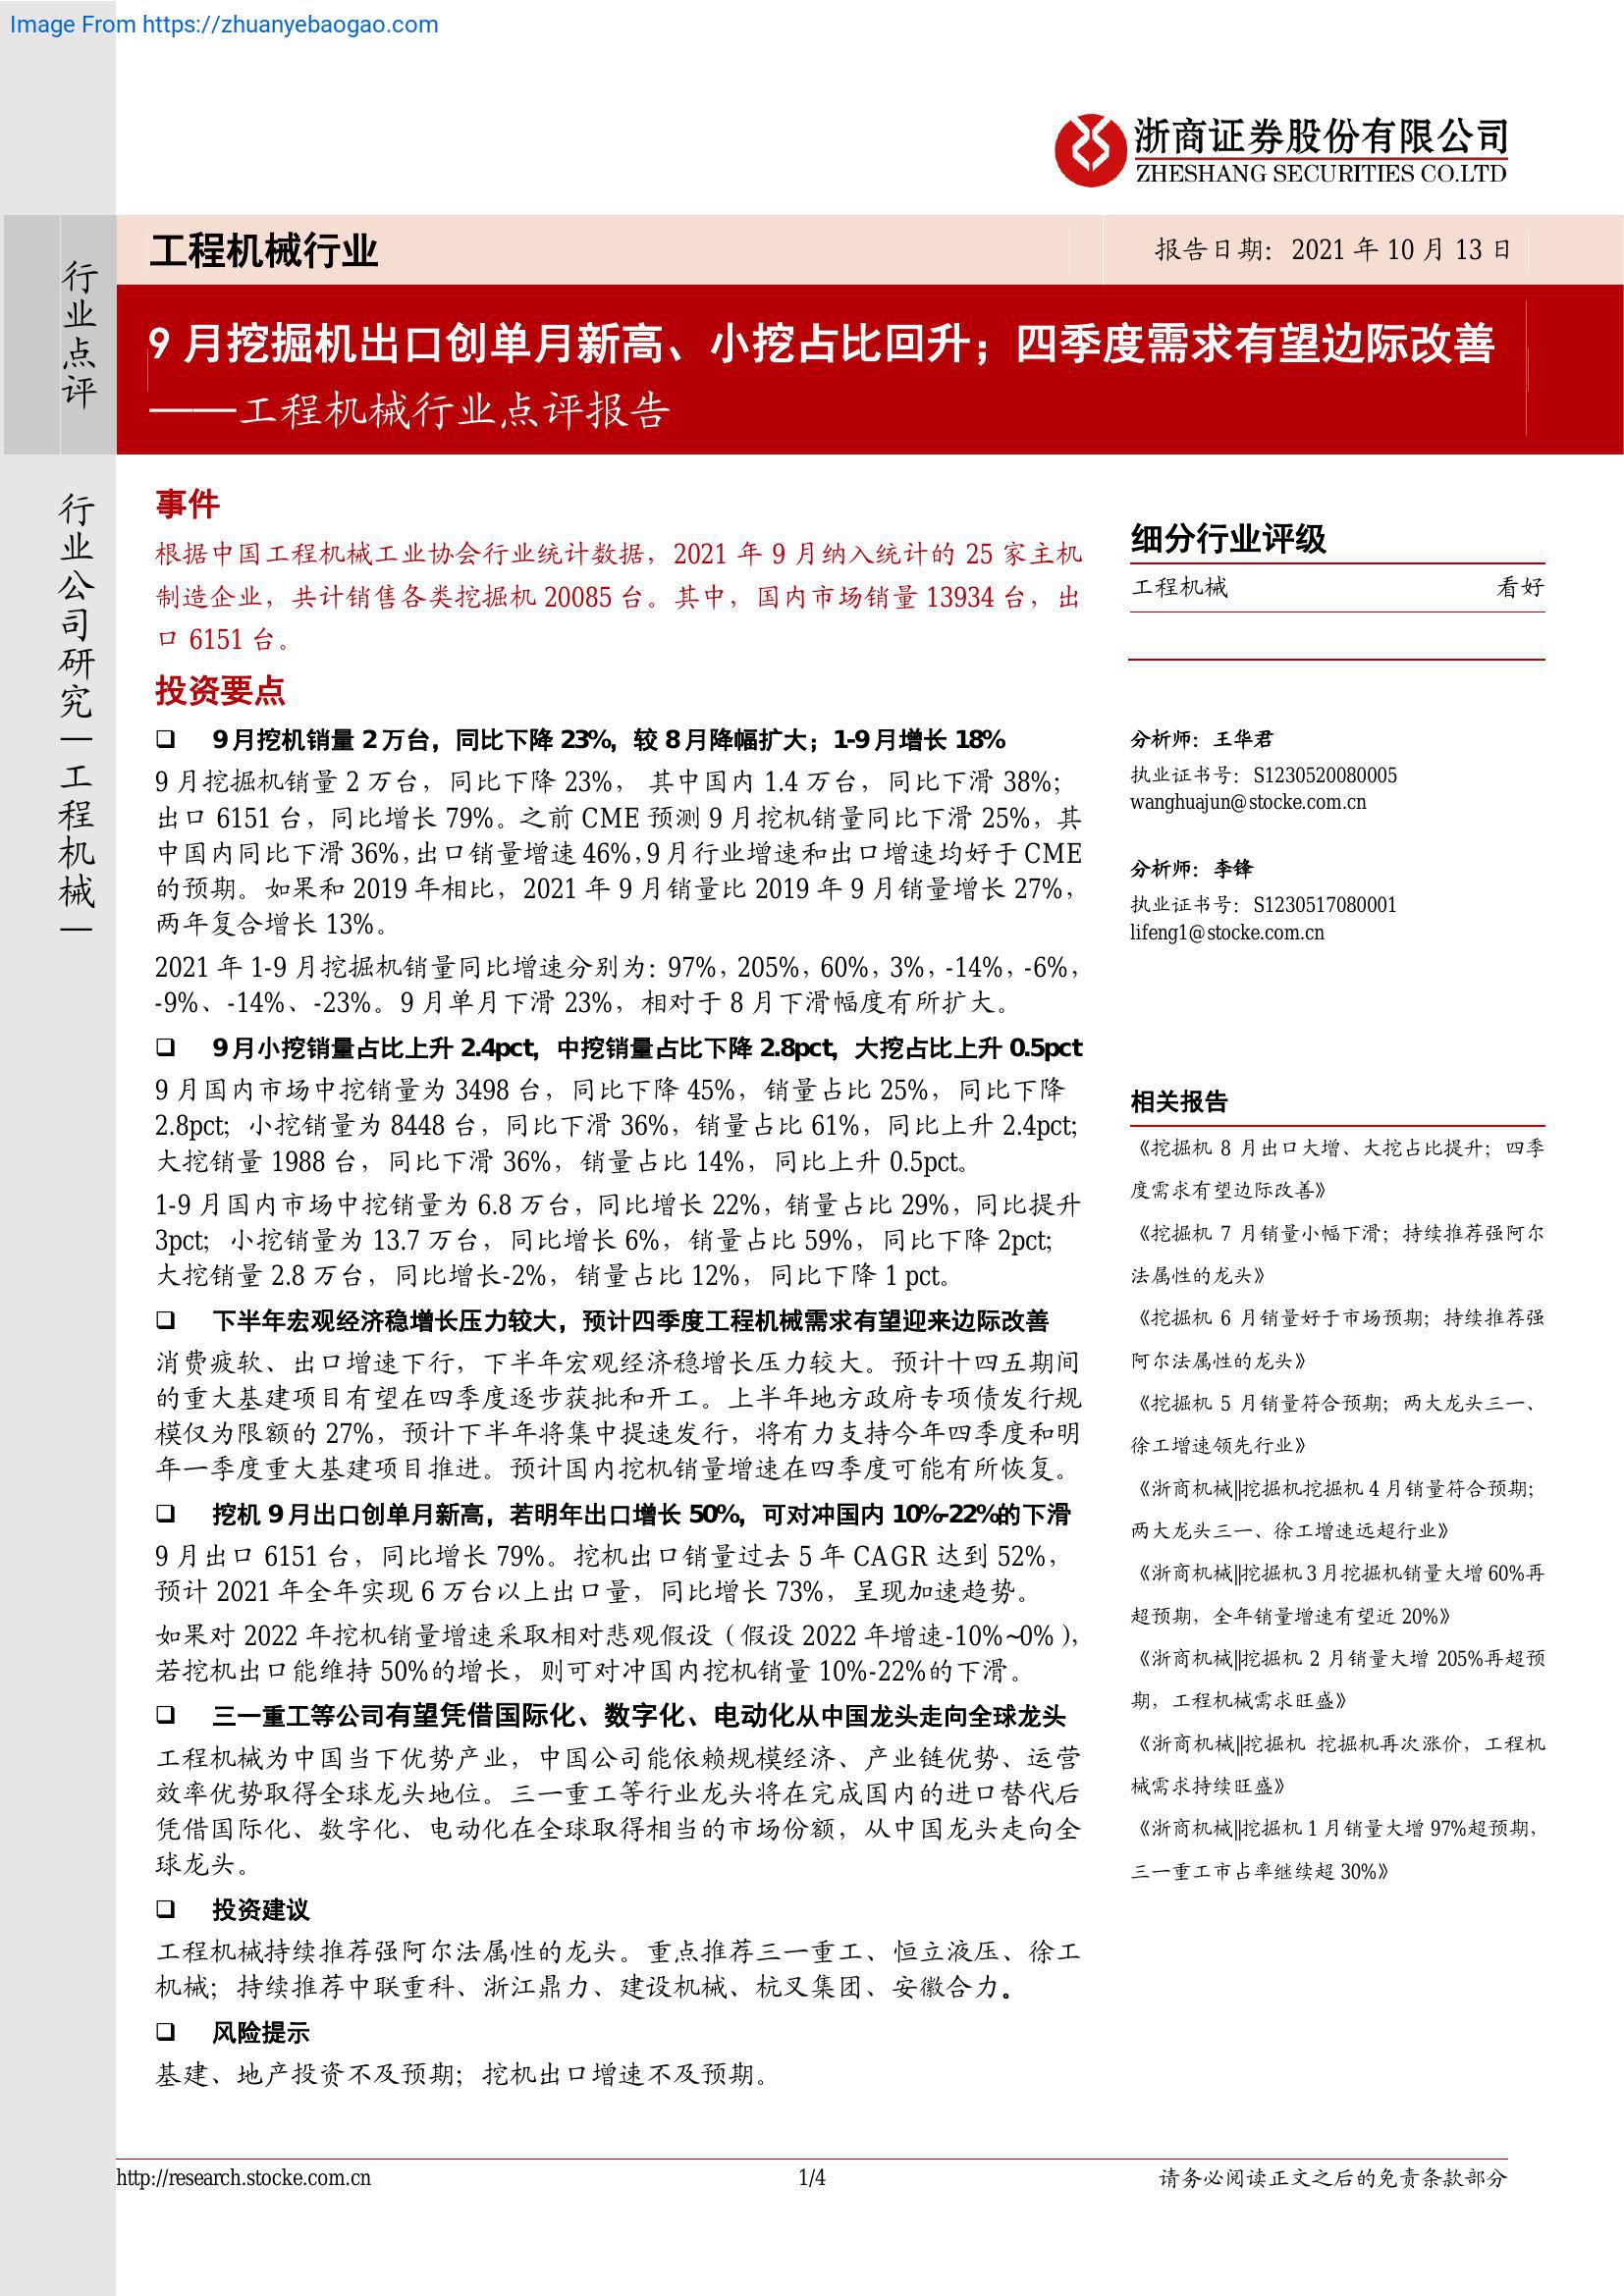 Image From https://zhuanyebaogao.com
浙商证券股份有限公司
ZHESHANG SECURITIES CO.LTD
行业点评
行业公司研究—工程机械—
工程机械行业
报告日期：2021 年 10 月 13 日
9 月挖掘机出口创单月新高、小挖占比回升；四季度需求有望边际改善
——工程机械行业点评报告
事件
根据中国工程机械工业协会行业统计数据，2021 年 9 月纳入统计的 25 家主机
制造企业，共计销售各类挖掘机 20085 台。其中，国内市场销量 13934 台，出
口 6151 台。
投资要点
❑ 9 月挖机销量 2 万台，同比下降 23%，较 8 月降幅扩大；1-9 月增长 18%
9 月挖掘机销量 2 万台，同比下降 23%， 其中国内 1.4 万台，同比下滑 38%；
出口 6151 台，同比增长 79%。之前 CME 预测 9 月挖机销量同比下滑 25%，其
中国内同比下滑 36%，出口销量增速 46%，9 月行业增速和出口增速均好于 CME
的预期。如果和 2019 年相比，2021 年 9 月销量比 2019 年 9 月销量增长 27%，
两年复合增长 13%。
2021 年 1-9 月挖掘机销量同比增速分别为：97%，205%，60%，3%，-14%，-6%，
-9%、-14%、-23%。9 月单月下滑 23%，相对于 8 月下滑幅度有所扩大。
❑ 9 月小挖销量占比上升 2.4pct，中挖销量占比下降 2.8pct，大挖占比上升 0.5pct
9 月国内市场中挖销量为 3498 台，同比下降 45%，销量占比 25%，同比下降
2.8pct；小挖销量为 8448 台，同比下滑 36%，销量占比 61%，同比上升 2.4pct；
大挖销量 1988 台，同比下滑 36%，销量占比 14%，同比上升 0.5pct。
1-9 月国内市场中挖销量为 6.8 万台，同比增长 22%，销量占比 29%，同比提升
3pct；小挖销量为 13.7 万台，同比增长 6%，销量占比 59%，同比下降 2pct；
大挖销量 2.8 万台，同比增长-2%，销量占比 12%，同比下降 1 pct。
❑ 下半年宏观经济稳增长压力较大，预计四季度工程机械需求有望迎来边际改善
消费疲软、出口增速下行，下半年宏观经济稳增长压力较大。预计十四五期间
的重大基建项目有望在四季度逐步获批和开工。上半年地方政府专项债发行规
模仅为限额的 27%，预计下半年将集中提速发行，将有力支持今年四季度和明
年一季度重大基建项目推进。预计国内挖机销量增速在四季度可能有所恢复。
❑ 挖机 9 月出口创单月新高，若明年出口增长 50%，可对冲国内 10%-22%的下滑
9 月出口 6151 台，同比增长 79%。挖机出口销量过去 5 年 CAGR 达到 52%，
预计 2021 年全年实现 6 万台以上出口量，同比增长 73%，呈现加速趋势。
如果对 2022 年挖机销量增速采取相对悲观假设（假设 2022 年增速-10%~0%），
若挖机出口能维持 50%的增长，则可对冲国内挖机销量 10%-22%的下滑。
❑ 三一重工等公司有望凭借国际化、数字化、电动化从中国龙头走向全球龙头
工程机械为中国当下优势产业，中国公司能依赖规模经济、产业链优势、运营
效率优势取得全球龙头地位。三一重工等行业龙头将在完成国内的进口替代后
凭借国际化、数字化、电动化在全球取得相当的市场份额，从中国龙头走向全
球龙头。
❑ 投资建议
工程机械持续推荐强阿尔法属性的龙头。重点推荐三一重工、恒立液压、徐工
机械；持续推荐中联重科、浙江鼎力、建设机械、杭叉集团、安徽合力。
❑ 风险提示
基建、地产投资不及预期；挖机出口增速不及预期。
细分行业评级
工程机械 看好
分析师：王华君
执业证书号：S1230520080005
wanghuajun@stocke.com.cn
分析师：李锋
执业证书号：S1230517080001
lifeng1@stocke.com.cn
相关报告
《挖掘机 8 月出口大增、大挖占比提升；四季
度需求有望边际改善》
《挖掘机 7 月销量小幅下滑；持续推荐强阿尔
法属性的龙头》
《挖掘机 6 月销量好于市场预期；持续推荐强
阿尔法属性的龙头》
《挖掘机 5 月销量符合预期；两大龙头三一、
徐工增速领先行业》
《浙商机械||挖掘机挖掘机 4 月销量符合预期；
两大龙头三一、徐工增速远超行业》
《浙商机械||挖掘机 3 月挖掘机销量大增 60%再
超预期，全年销量增速有望近 20%》
《浙商机械||挖掘机 2 月销量大增 205%再超预
期，工程机械需求旺盛》
《浙商机械||挖掘机 挖掘机再次涨价，工程机
械需求持续旺盛》
《浙商机械||挖掘机 1 月销量大增 97%超预期，
三一重工市占率继续超 30%》
http://research.stocke.com.cn
1/4
请务必阅读正文之后的免责条款部分